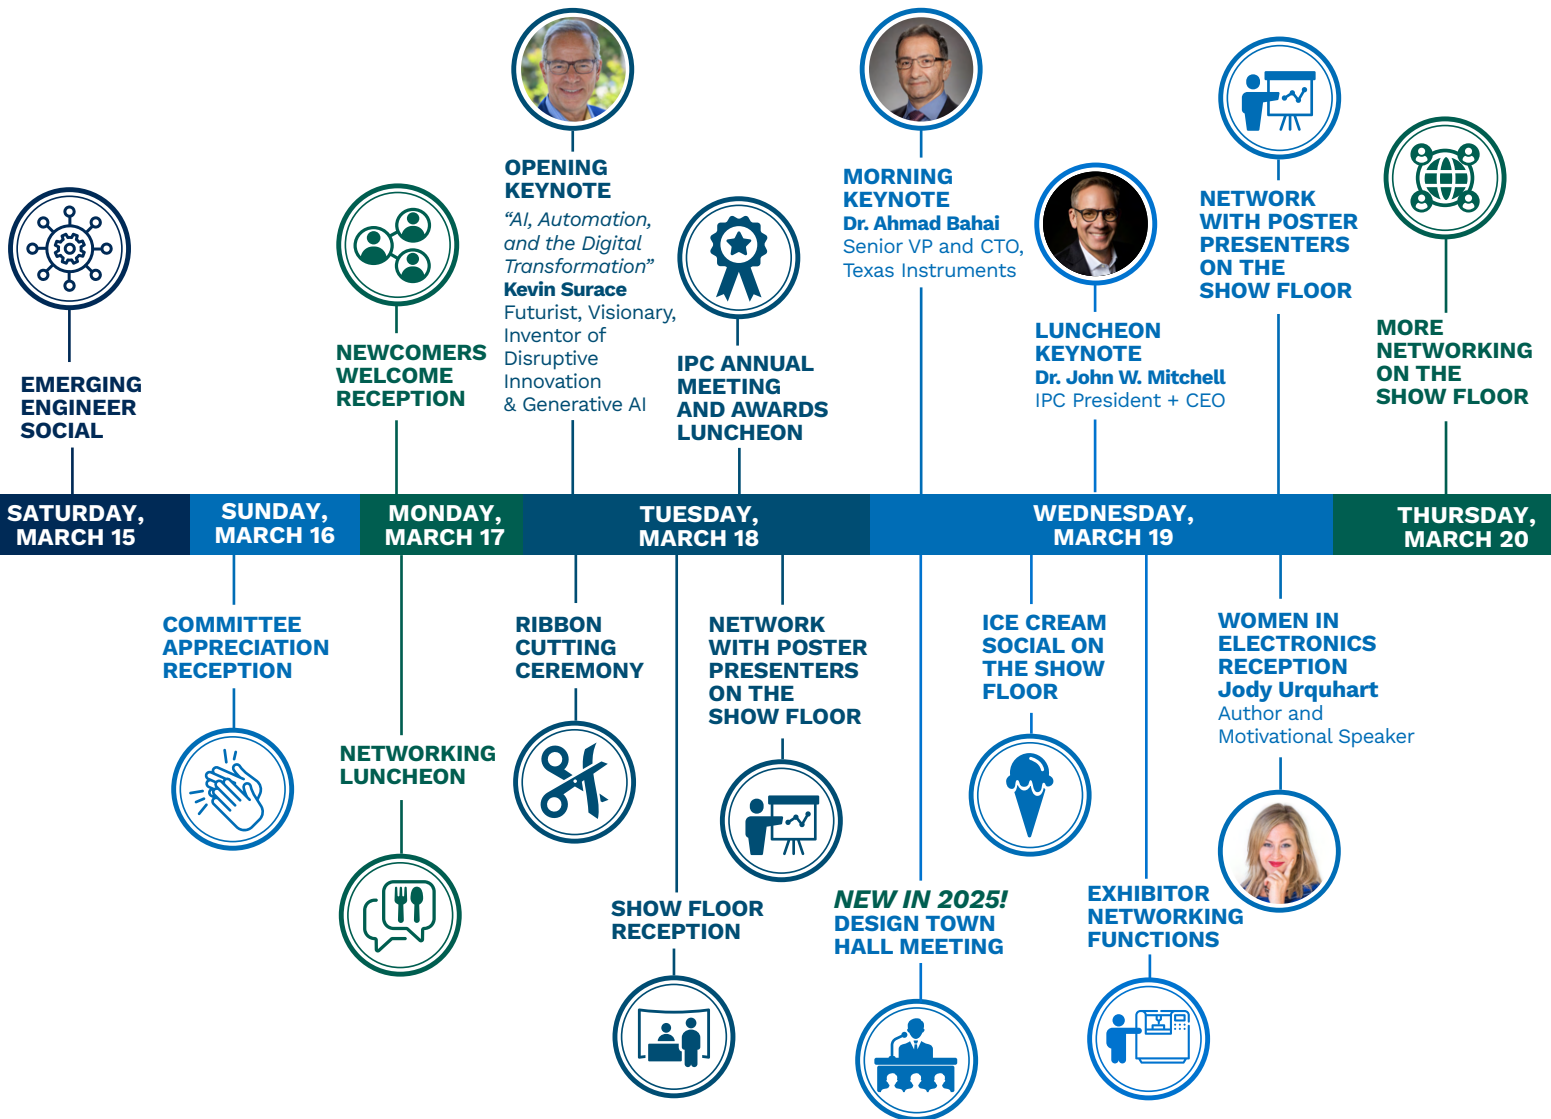 OPENING
KEYNOTE
“AI, Automation,
and the Digital
Transformation”
Kevin Surace
Futurist, Visionary,
Inventor of
Disruptive
Innovation
& Generative AI
MORNING
KEYNOTE
Dr. Ahmad Bahai
Senior VP and CTO,
Texas Instruments
NETWORK
WITH POSTER
PRESENTERS
ON THE
SHOW FLOOR
EMERGING
ENGINEER
SOCIAL
NEWCOMERS
WELCOME
RECEPTION
IPC ANNUAL
MEETING
AND AWARDS
LUNCHEON
LUNCHEON
KEYNOTE
Dr. John W. Mitchell
IPC President + CEO
MORE
NETWORKING
ON THE
SHOW FLOOR
SATURDAY,
MARCH 15
SUNDAY,
MARCH 16
MONDAY,
MARCH 17
TUESDAY,
MARCH 18
WEDNESDAY,
MARCH 19
THURSDAY,
MARCH 20
COMMITTEE
APPRECIATION
RECEPTION
NETWORKING
LUNCHEON
RIBBON
CUTTING
CEREMONY
SHOW FLOOR
RECEPTION
NETWORK
WITH POSTER
PRESENTERS
ON THE
SHOW FLOOR
NEW IN 2025!
DESIGN TOWN
HALL MEETING
ICE CREAM
SOCIAL ON
THE SHOW
FLOOR
EXHIBITOR
NETWORKING
FUNCTIONS
WOMEN IN
ELECTRONICS
RECEPTION
Jody Urquhart
Author and
Motivational Speaker